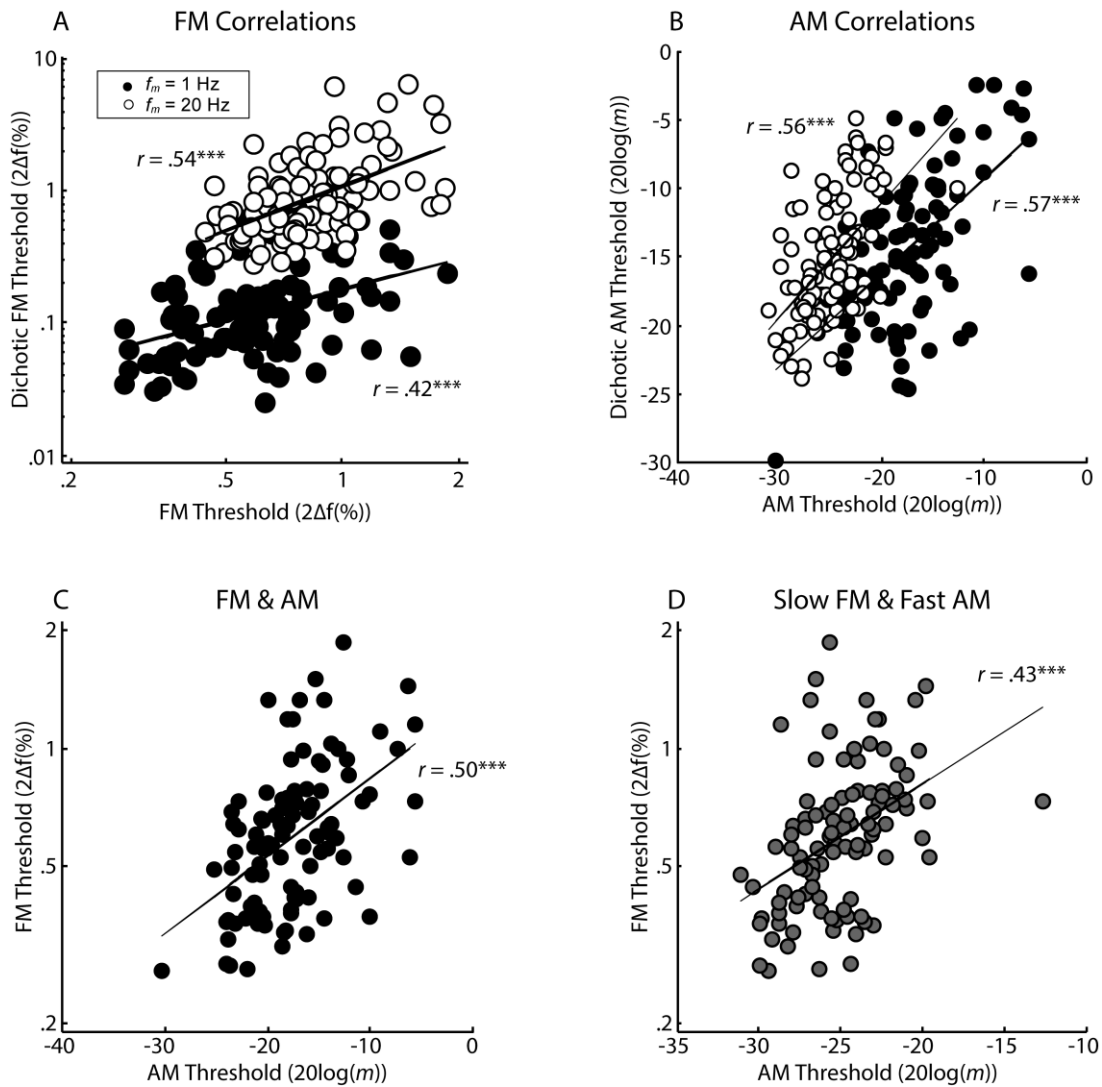 A
FM Correlations
10
1
.1
.01
Dichotic FM Threshold (2Δf(%))
fm = 1 Hz
fm = 20 Hz
r = .54***
r = .42***
.2
.5
1
2
FM Threshold (2Δf(%))
B
AM Correlations
0
-5
-10
-15
-20
-25
-30
Dichotic AM Threshold (20log(m))
r = .56***
r = .57***
-40
-30
-20
-10
0
AM Threshold (20log(m))
C
FM & AM
2
1
.5
.2
FM Threshold (2Δf(%))
r = .50***
-40
-30
-20
-10
0
AM Threshold (20log(m))
D
Slow FM & Fast AM
2
1
.5
.2
FM Threshold (2Δf(%))
r = .43***
-35
-30
-25
-20
-15
-10
AM Threshold (20log(m))